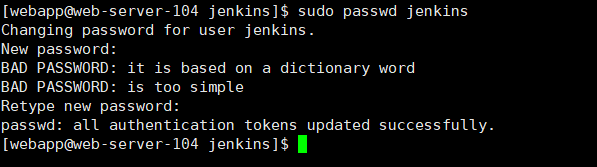 [webapp@web-server-104 jenkins]$ sudo passwd jenkins
Changing password for user jenkins.
New password:
BAD PASSWORD: it is based on a dictionary word
BAD PASSWORD: is too simple
Retype new password:
passwd: all authentication tokens updated successfully.
[webapp@web-server-104 jenkins]$